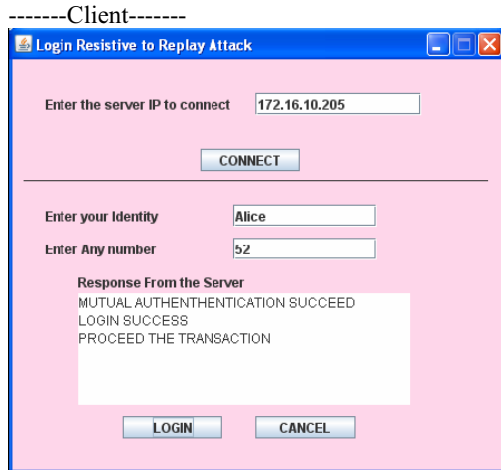 -------Client-------
Login Resistive to Replay Attack
Enter the server IP to connect 172.16.10.205
CONNECT
Enter your Identity Alice
Enter Any number 52
Response From the Server
MUTUAL AUTHENTHENTICATION SUCCEED
LOGIN SUCCESS
PROCEED THE TRANSACTION
LOGIN CANCEL